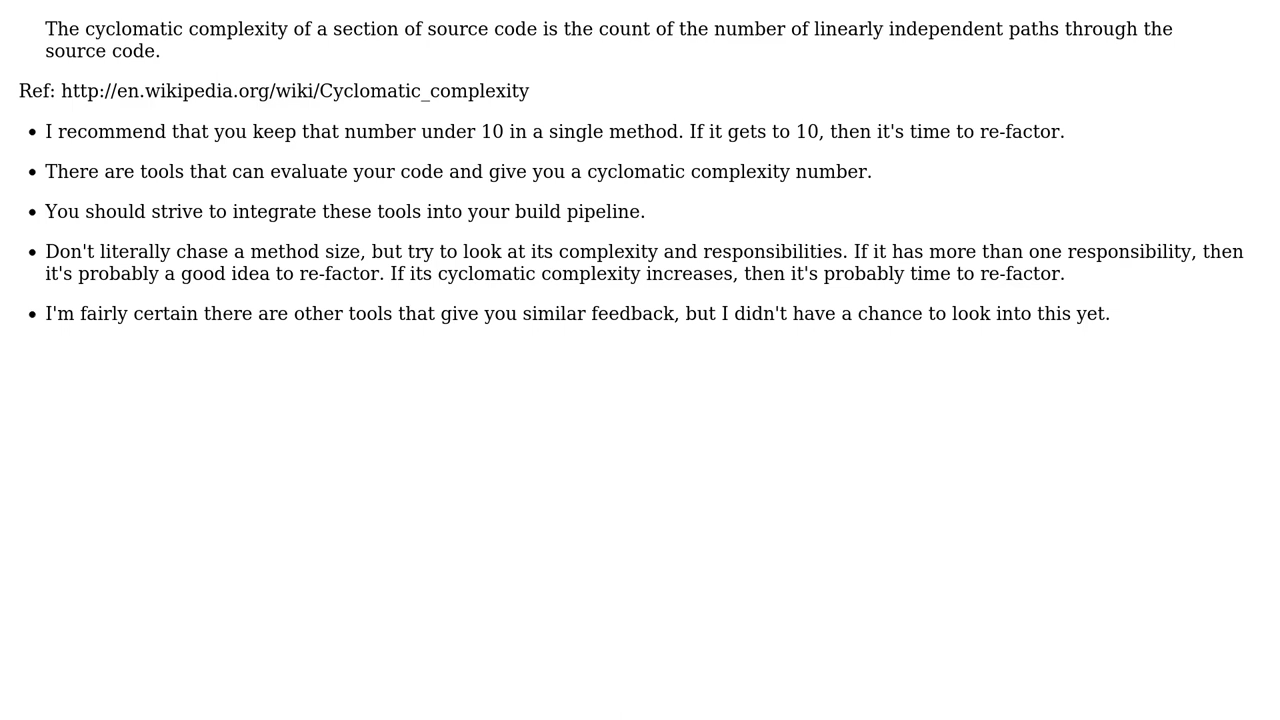 The cyclomatic complexity of a section of source code is the count of the number of linearly independent paths through the
source code.
Ref: http://en.wikipedia.org/wiki/Cyclomatic_complexity
• I recommend that you keep that number under 10 in a single method. If it gets to 10, then it's time to re-factor.
• There are tools that can evaluate your code and give you a cyclomatic complexity number.
• You should strive to integrate these tools into your build pipeline.
• Don't literally chase a method size, but try to look at its complexity and responsibilities. If it has more than one responsibility, then
it's probably a good idea to re-factor. If its cyclomatic complexity increases, then it's probably time to re-factor.
• I'm fairly certain there are other tools that give you similar feedback, but I didn't have a chance to look into this yet.